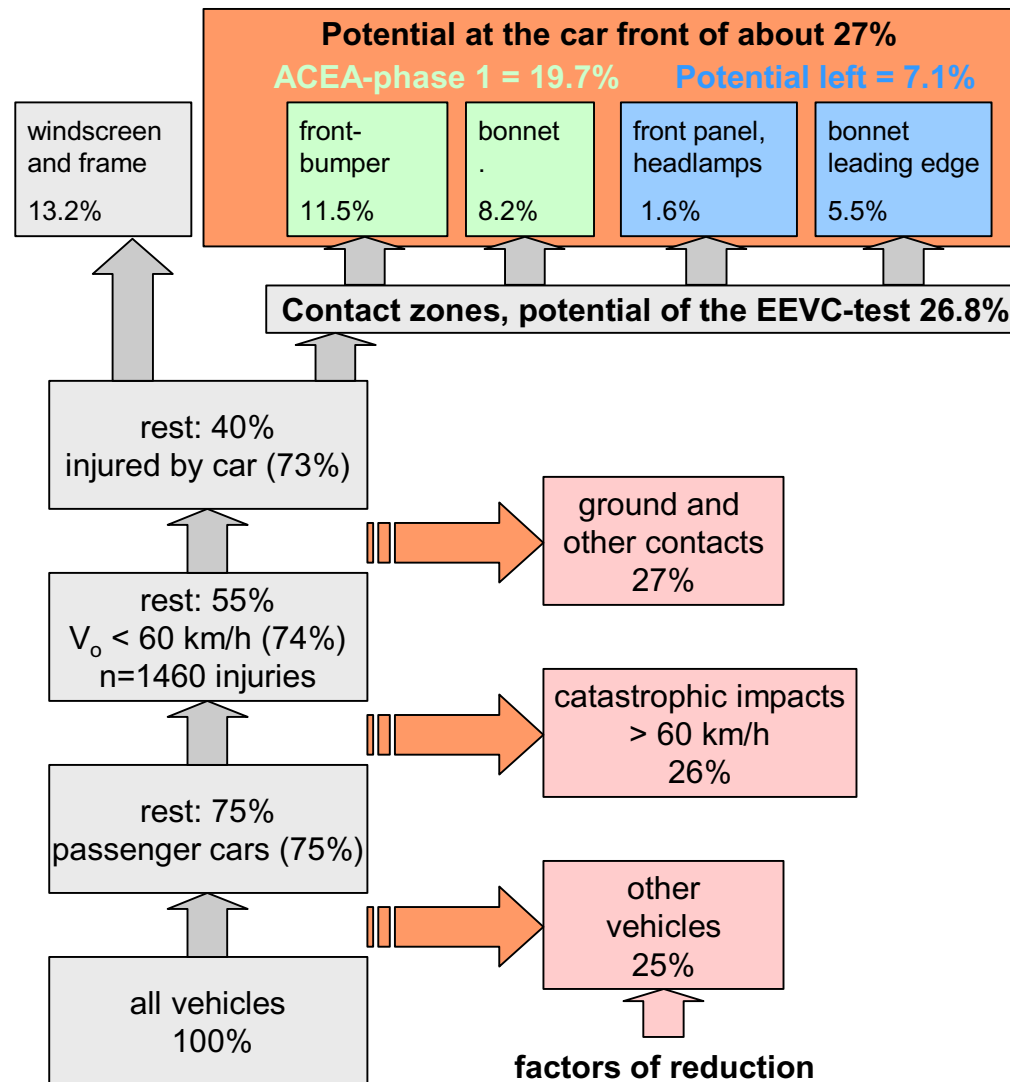 Potential at the car front of about 27%
ACEA-phase 1 = 19.7%
Potential left = 7.1%
windscreen
and frame
13.2%
front-
bumper
11.5%
bonnet
.
8.2%
front panel,
headlamps
1.6%
bonnet
leading edge
5.5%
Contact zones, potential of the EEVC-test 26.8%
rest: 40%
injured by car (73%)
ground and
other contacts
27%
rest: 55%
Vₒ < 60 km/h (74%)
n=1460 injuries
catastrophic impacts
> 60 km/h
26%
rest: 75%
passenger cars (75%)
other
vehicles
25%
all vehicles
100%
factors of reduction